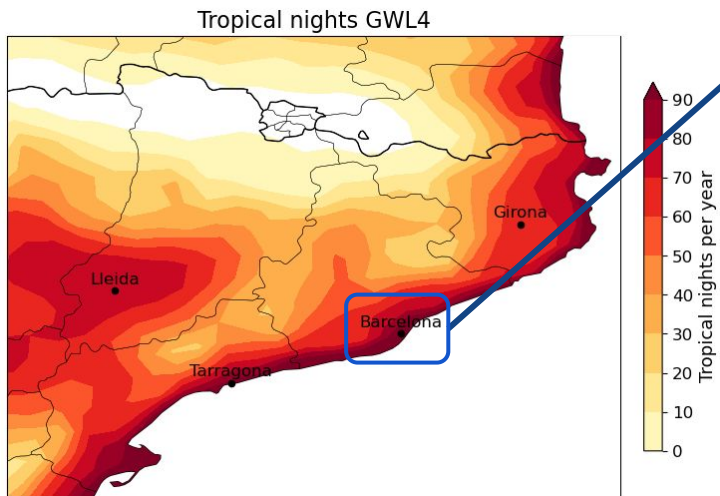 Tropical nights GWL4
Girona
Lleida
Barcelona
Tarragona
90
80
70
60
50
40
30
20
10
0
Tropical nights per year